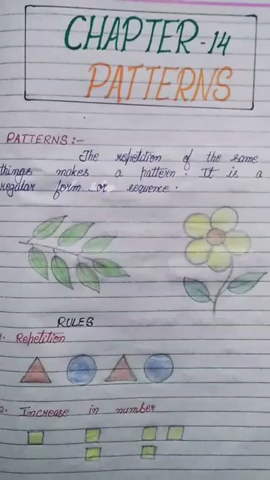 CHAPTER-14
PATTERNS
PATTERNS:-
The repetition of the same
things makes a pattern. It is a
regular form or sequence.
RULES
1. Repetition
2. Increase in number